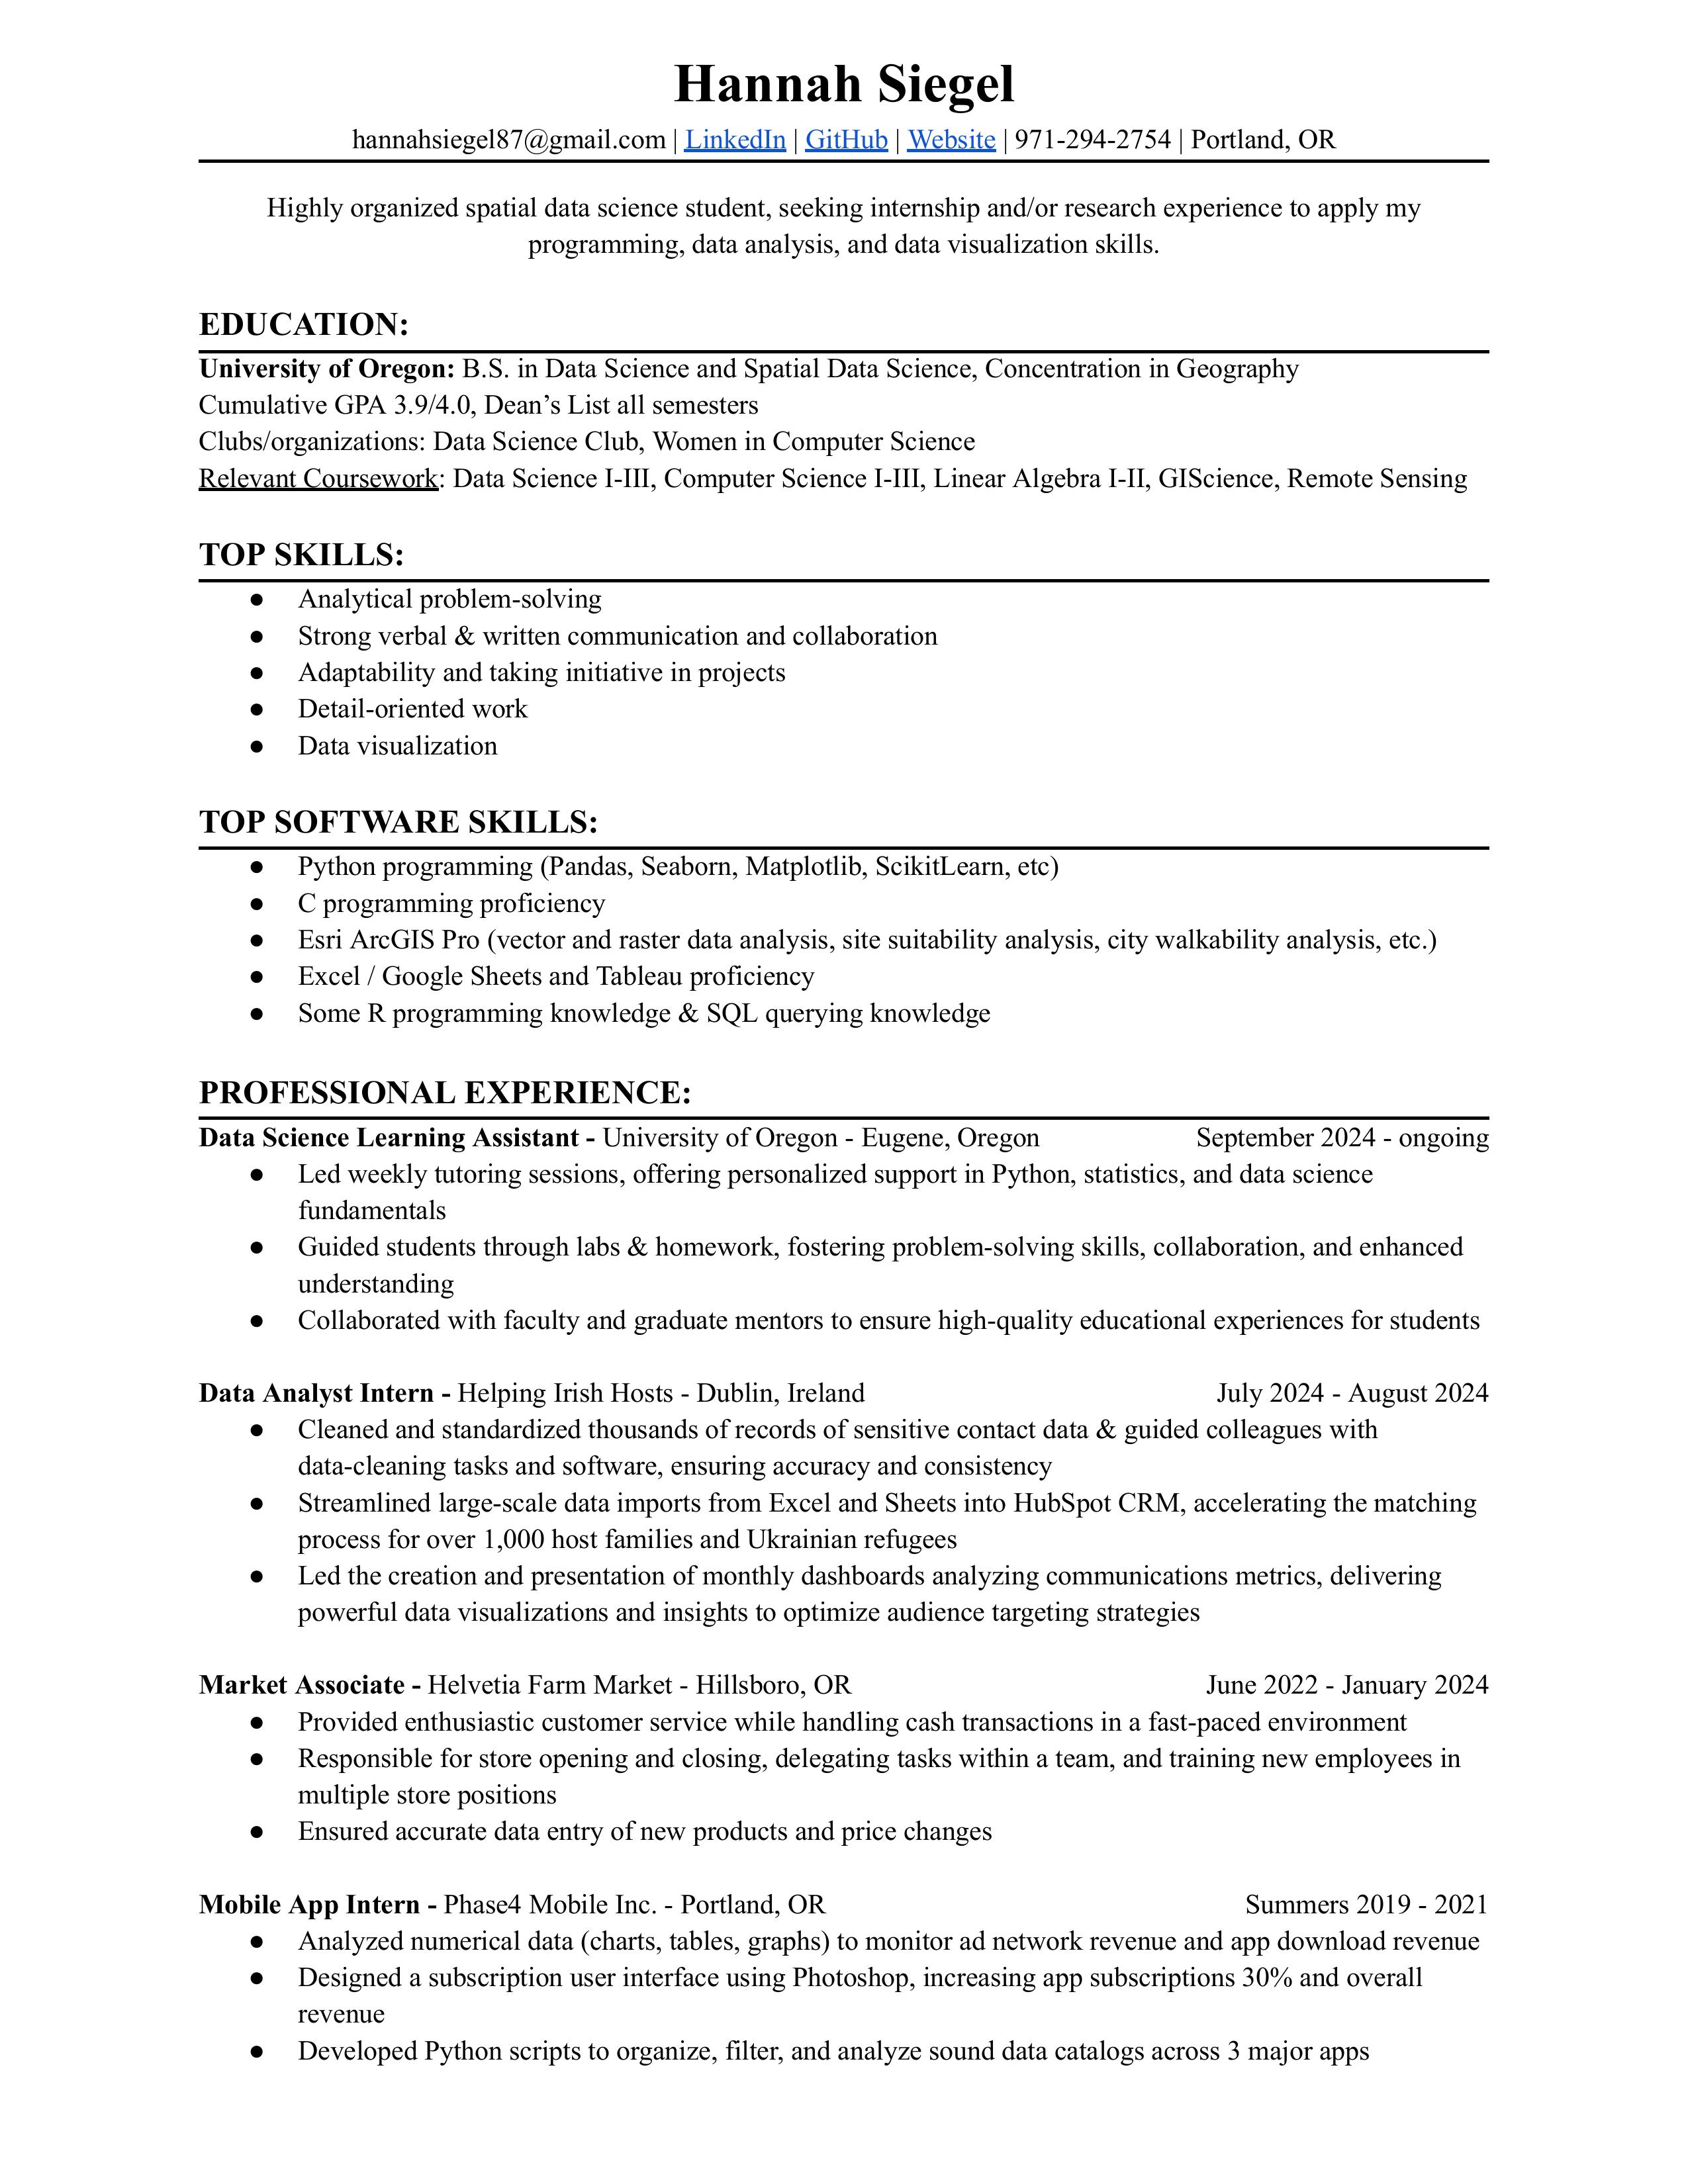 Hannah Siegel
hannahsiegel87@gmail.com | LinkedIn | GitHub | Website | 971-294-2754 | Portland, OR
Highly organized spatial data science student, seeking internship and/or research experience to apply my
programming, data analysis, and data visualization skills.
EDUCATION:
University of Oregon: B.S. in Data Science and Spatial Data Science, Concentration in Geography
Cumulative GPA 3.9/4.0, Dean’s List all semesters
Clubs/organizations: Data Science Club, Women in Computer Science
Relevant Coursework: Data Science I-III, Computer Science I-III, Linear Algebra I-II, GIScience, Remote Sensing
TOP SKILLS:
● Analytical problem-solving
● Strong verbal & written communication and collaboration
● Adaptability and taking initiative in projects
● Detail-oriented work
● Data visualization
TOP SOFTWARE SKILLS:
● Python programming (Pandas, Seaborn, Matplotlib, ScikitLearn, etc)
● C programming proficiency
● Esri ArcGIS Pro (vector and raster data analysis, site suitability analysis, city walkability analysis, etc.)
● Excel / Google Sheets and Tableau proficiency
● Some R programming knowledge & SQL querying knowledge
PROFESSIONAL EXPERIENCE:
Data Science Learning Assistant - University of Oregon - Eugene, Oregon September 2024 - ongoing
● Led weekly tutoring sessions, offering personalized support in Python, statistics, and data science
fundamentals
● Guided students through labs & homework, fostering problem-solving skills, collaboration, and enhanced
understanding
● Collaborated with faculty and graduate mentors to ensure high-quality educational experiences for students
Data Analyst Intern - Helping Irish Hosts - Dublin, Ireland July 2024 - August 2024
● Cleaned and standardized thousands of records of sensitive contact data & guided colleagues with
data-cleaning tasks and software, ensuring accuracy and consistency
● Streamlined large-scale data imports from Excel and Sheets into HubSpot CRM, accelerating the matching
process for over 1,000 host families and Ukrainian refugees
● Led the creation and presentation of monthly dashboards analyzing communications metrics, delivering
powerful data visualizations and insights to optimize audience targeting strategies
Market Associate - Helvetia Farm Market - Hillsboro, OR June 2022 - January 2024
● Provided enthusiastic customer service while handling cash transactions in a fast-paced environment
● Responsible for store opening and closing, delegating tasks within a team, and training new employees in
multiple store positions
● Ensured accurate data entry of new products and price changes
Mobile App Intern - Phase4 Mobile Inc. - Portland, OR Summers 2019 - 2021
● Analyzed numerical data (charts, tables, graphs) to monitor ad network revenue and app download revenue
● Designed a subscription user interface using Photoshop, increasing app subscriptions 30% and overall
revenue
● Developed Python scripts to organize, filter, and analyze sound data catalogs across 3 major apps